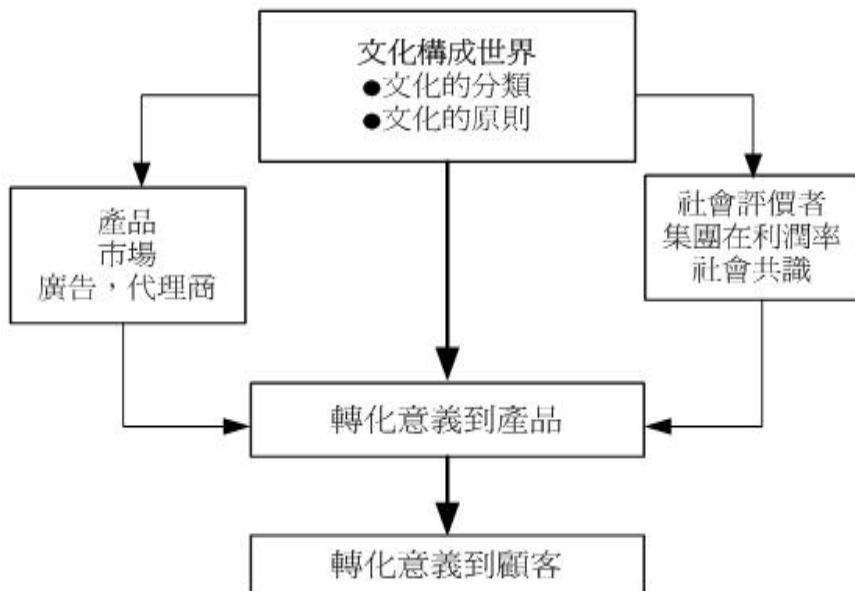 文化構成世界
●文化的分類
●文化的原則
產品
市場
廣告，代理商
社會評價者
集團在利潤率
社會共識
轉化意義到產品
轉化意義到顧客